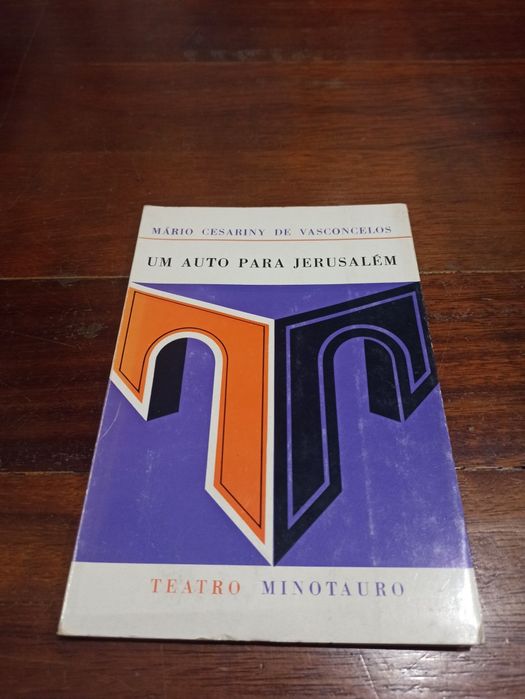 MÁRIO CESARINY DE VASCONCELOS
UM AUTO PARA JERUSALÉM
TEATRO MINOTAURO